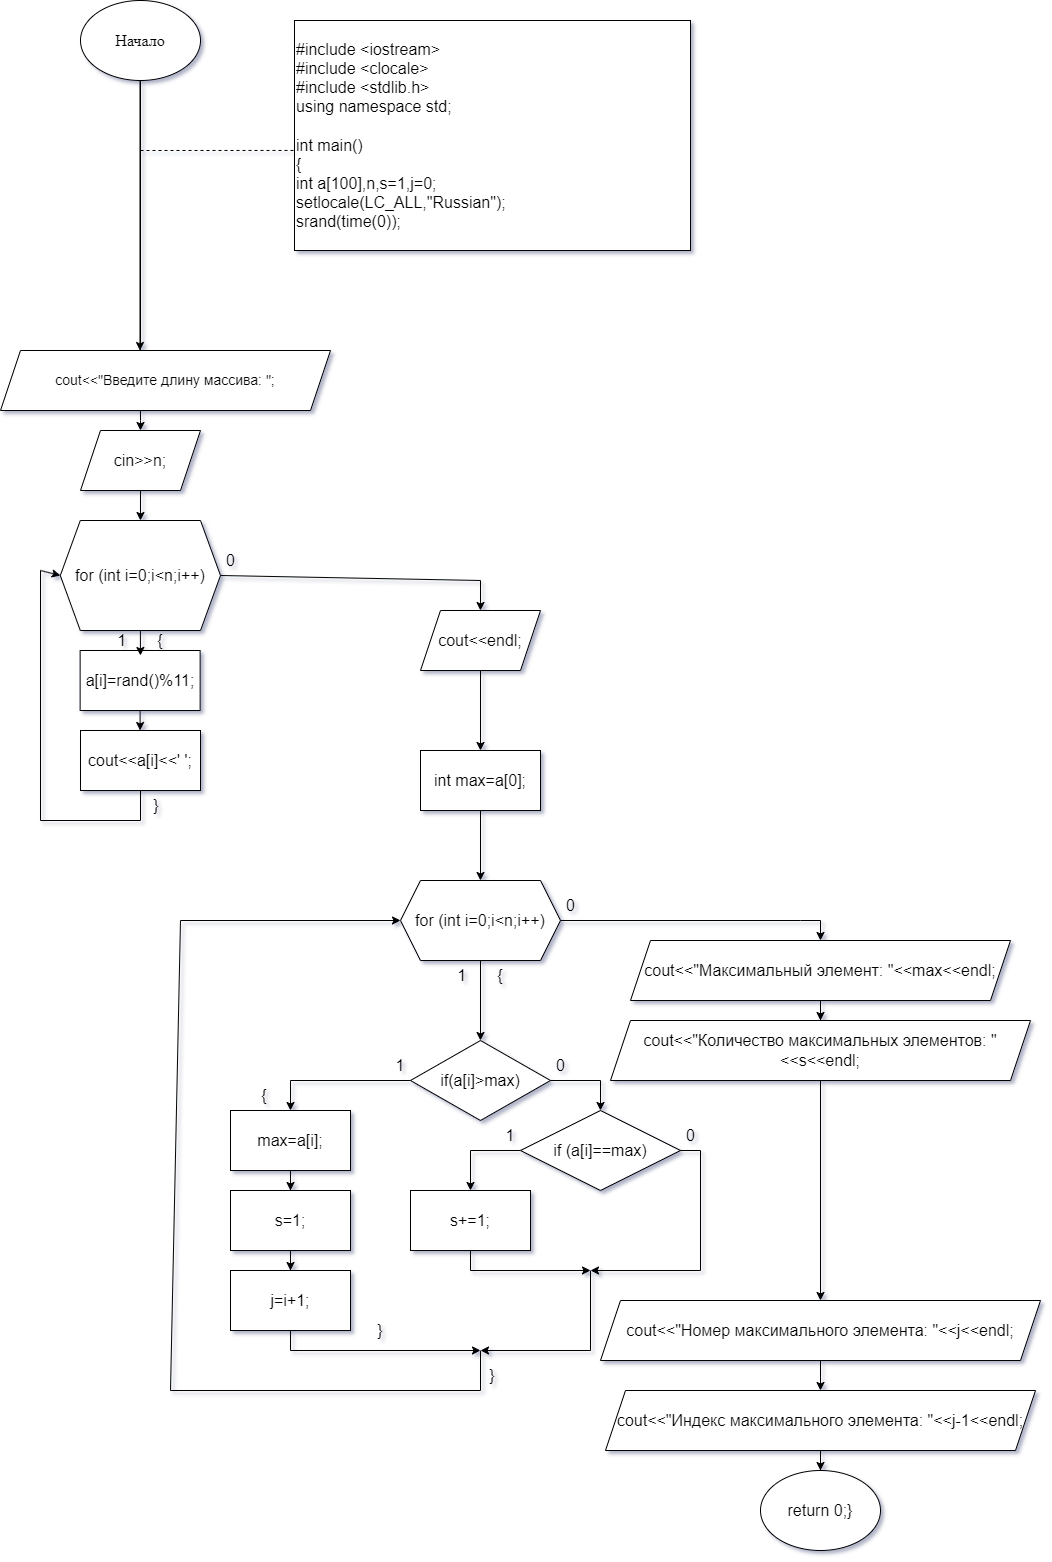 Начало
#include <iostream>
#include <clocale>
#include <stdlib.h>
using namespace std;
int main()
{
int a[100],n,s=1,j=0;
setlocale(LC_ALL,"Russian");
srand(time(0));
cout<<"Введите длину массива: ";
cin>>n;
for (int i=0;i<n;i++)
0
1 {
a[i]=rand()%11;
cout<<a[i]<<' ';
}
cout<<endl;
int max=a[0];
for (int i=0;i<n;i++)
0
1 {
if(a[i]>max)
1
0
{
max=a[i];
s=1;
j=i+1;
}
if (a[i]==max)
1
0
s+=1;
}
cout<<"Максимальный элемент: "<<max<<endl;
cout<<"Количество максимальных элементов: "
<<s<<endl;
cout<<"Номер максимального элемента: "<<j<<endl;
cout<<"Индекс максимального элемента: "<<j-1<<endl;
return 0;}